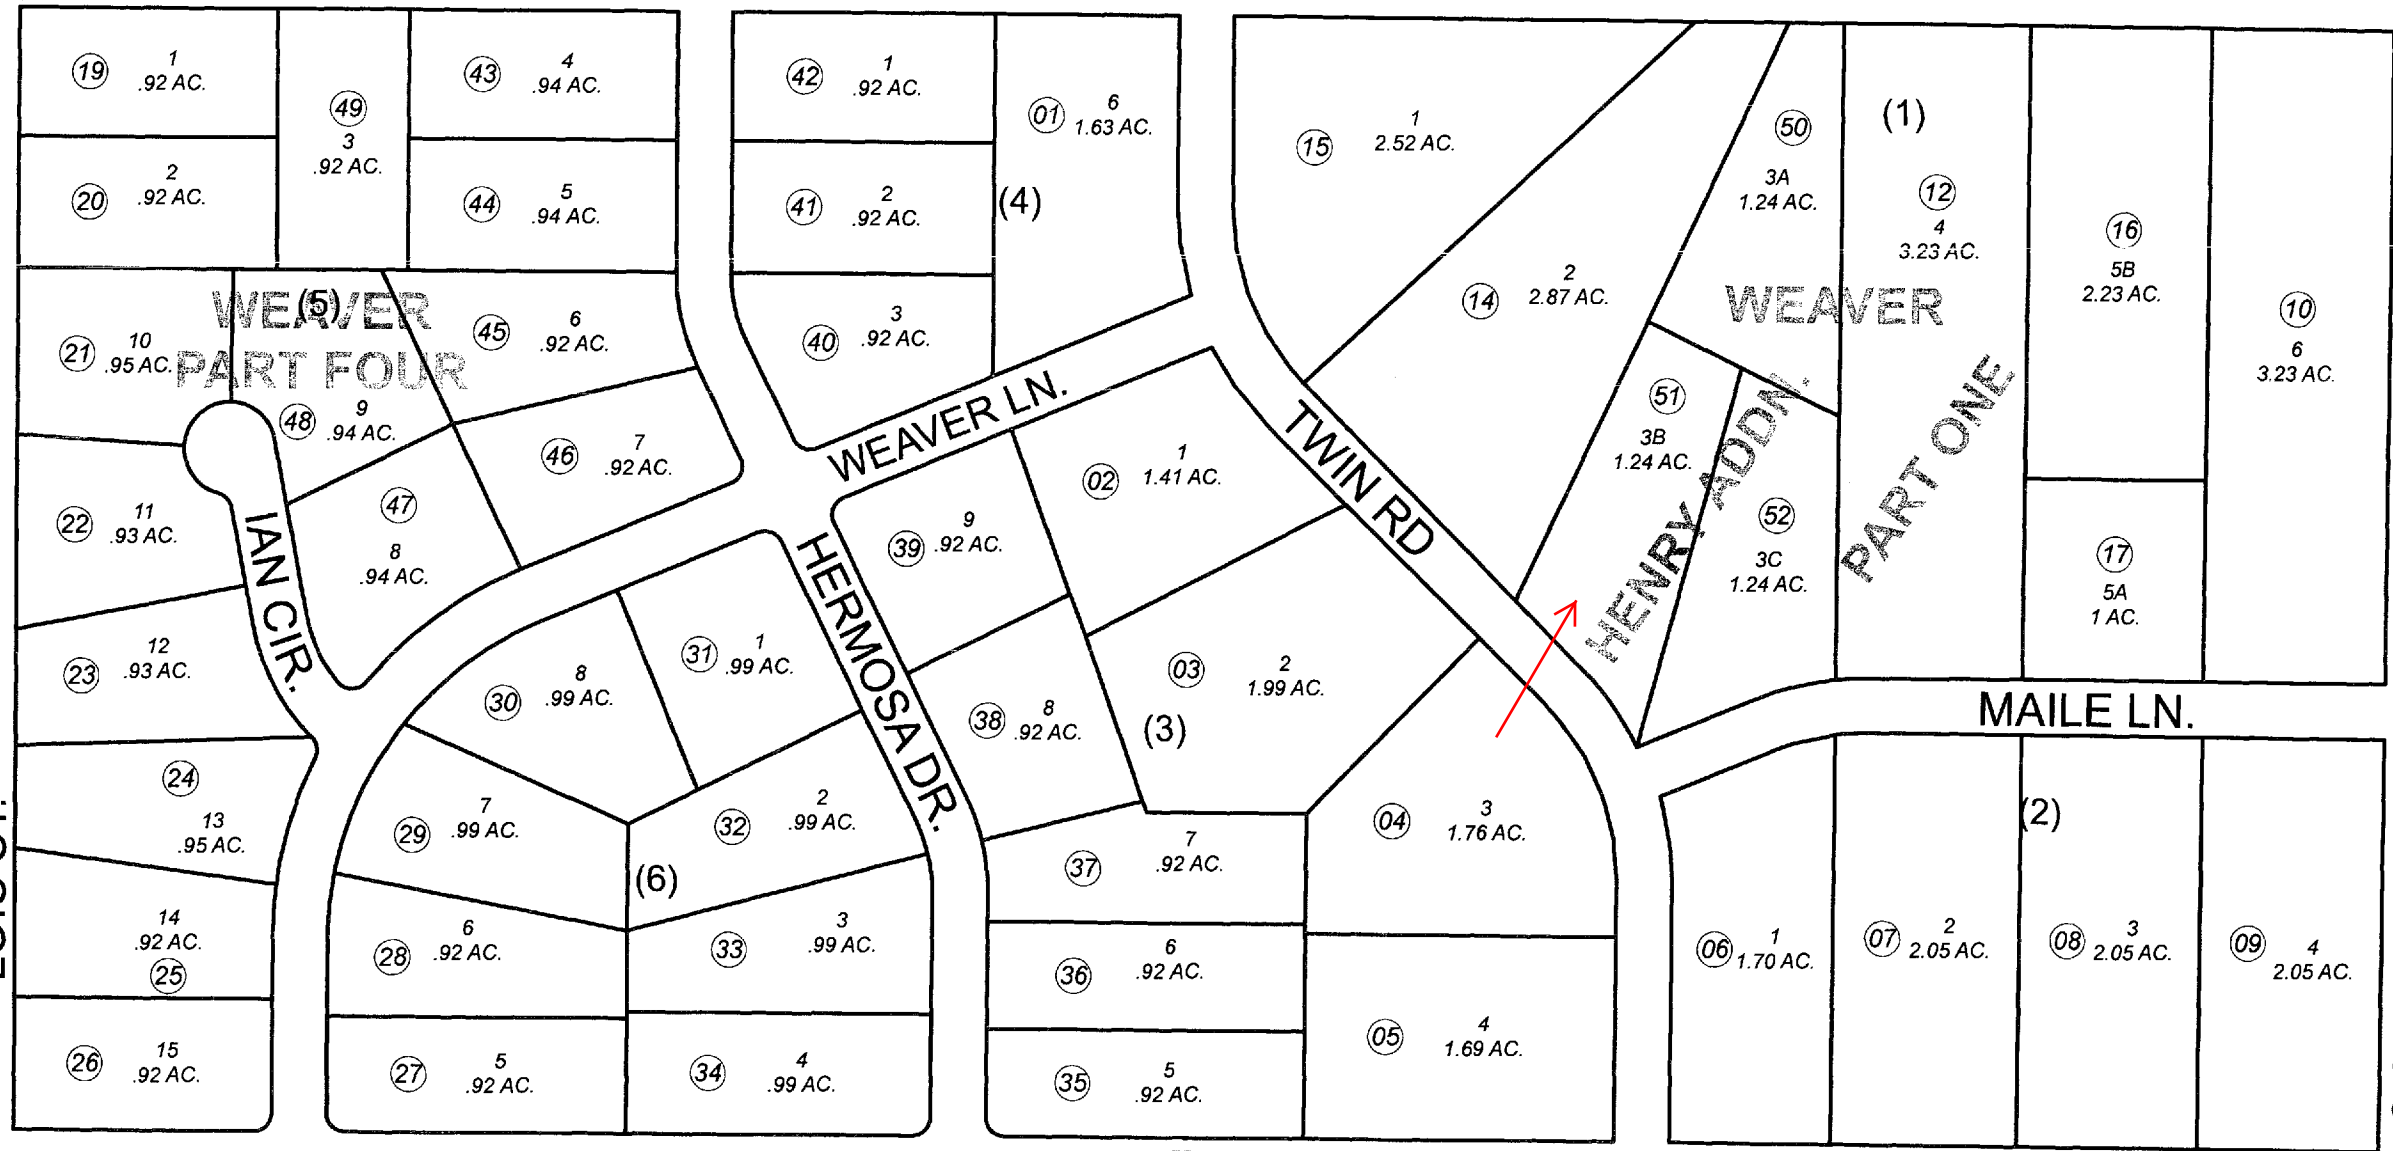 19 1
.92 AC.
49
3
.92 AC.
43 4
.94 AC.
42 1
.92 AC.
01 6
1.63 AC.
15 1
2.52 AC.
50
3A
1.24 AC.
(1)
12
4
3.23 AC.
16
5B
2.23 AC.
10
6
3.23 AC.
20 2
.92 AC.
44 5
.94 AC.
41 2
.92 AC.
(4)
14 2
2.87 AC.
WEAVER
PART ONE
HENRY ADDN.
WEAVER
PART FOUR
(5)
21 10
.95 AC.
48 9
.94 AC.
45 6
.92 AC.
40 3
.92 AC.
WEAVER LN.
TWIN RD
51
3B
1.24 AC.
52
3C
1.24 AC.
17
5A
1 AC.
22 11
.93 AC.
IAN CIR.
47
8
.94 AC.
46 7
.92 AC.
39 9
.92 AC.
02 1
1.41 AC.
HERMOSA DR.
23 12
.93 AC.
30 8
.99 AC.
31 1
.99 AC.
38 8
.92 AC.
03 2
1.99 AC.
(3)
MAILE LN.
24
13
.95 AC.
29 7
.99 AC.
32 2
.99 AC.
(6)
37 7
.92 AC.
04 3
1.76 AC.
(2)
14
.92 AC.
25
28 6
.92 AC.
33 3
.99 AC.
36 6
.92 AC.
06 1
1.70 AC.
07 2
2.05 AC.
08 3
2.05 AC.
09 4
2.05 AC.
26 15
.92 AC.
27 5
.92 AC.
34 4
.99 AC.
35 5
.92 AC.
05 4
1.69 AC.